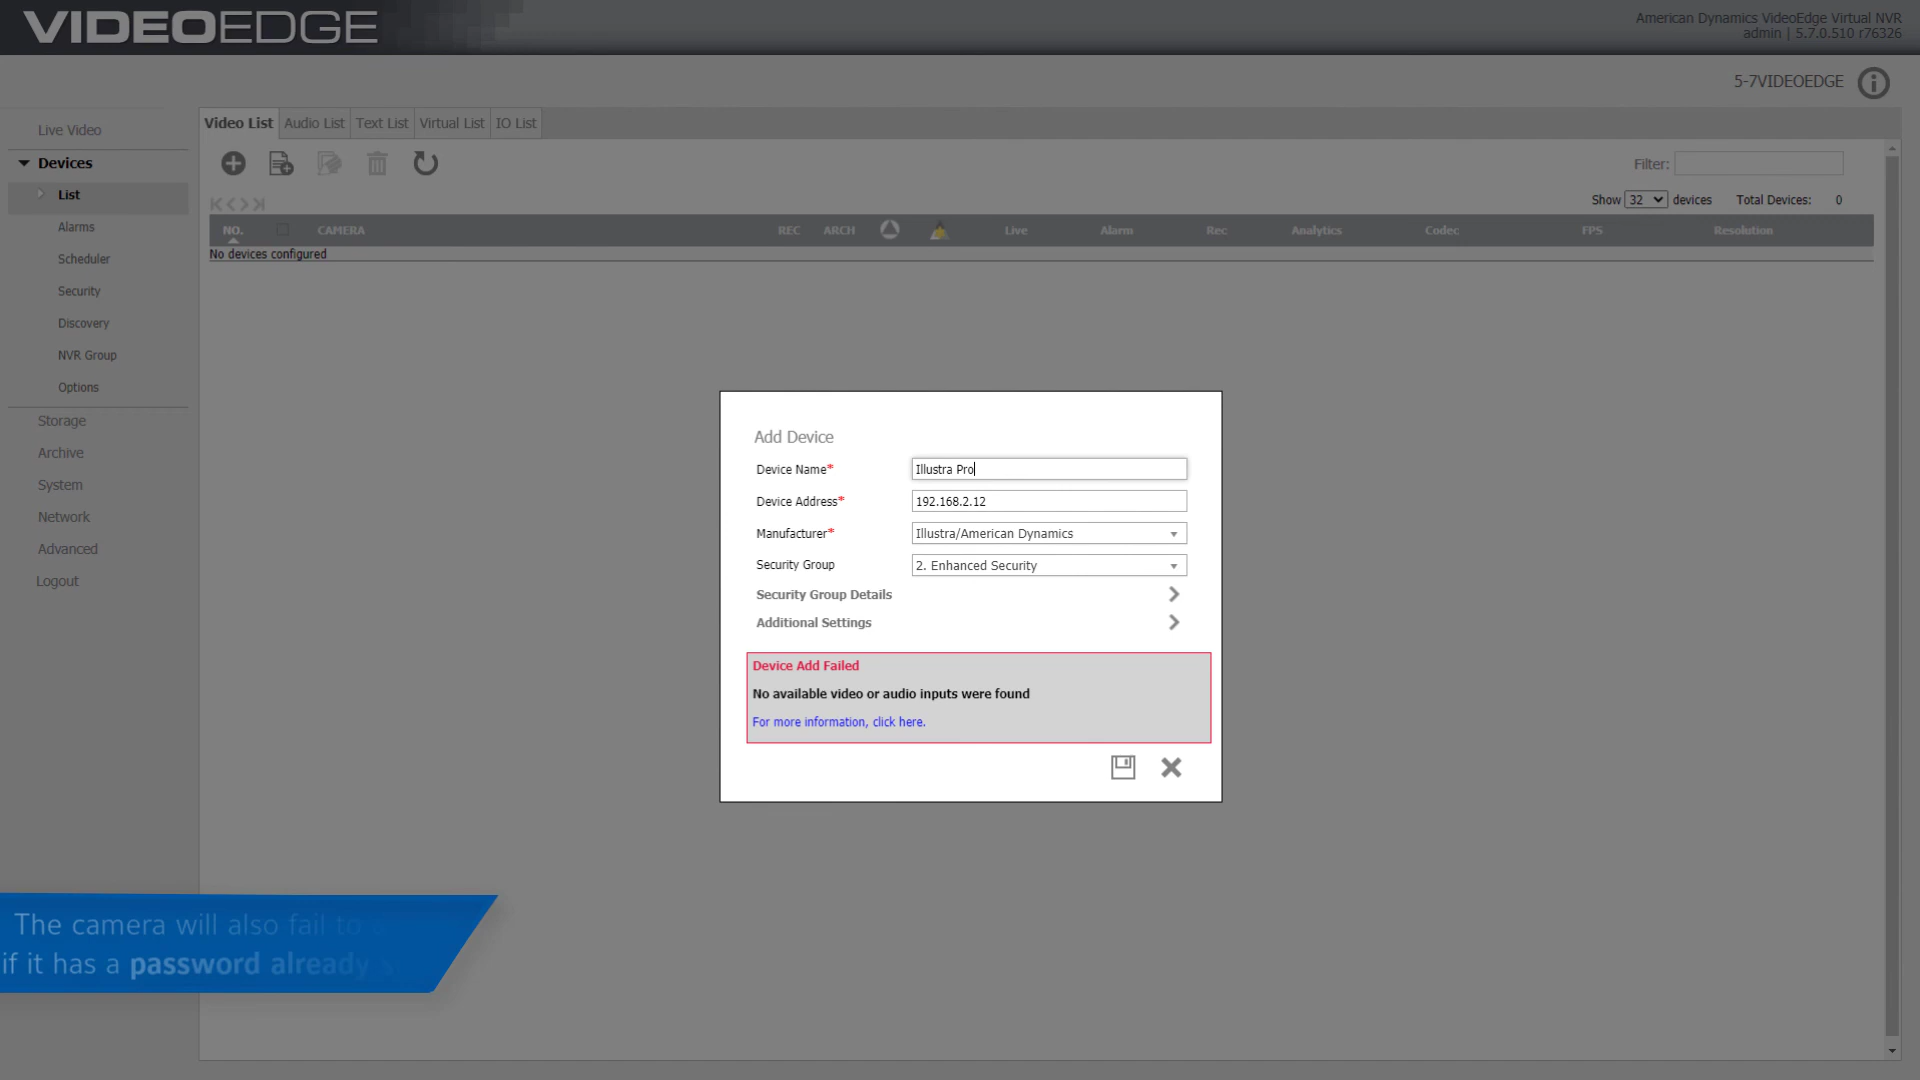 VIDEOEDGE
American Dynamics VideoEdge Virtual NVR
admin | 5.7.0.510 r76326
5-7VIDEOEDGE
Live Video
Devices
List
Alarms
Scheduler
Security
Discovery
NVR Group
Options
Storage
Archive
System
Network
Advanced
Logout
Video List Audio List Text List Virtual List IO List
Filter:
Show 32 devices Total Devices: 0
NO. CAMERA REC ARCH Live Alarm Rec Analytics Codec FPS Resolution
No devices configured
Add Device
Device Name* Illustra Pro
Device Address* 192.168.2.12
Manufacturer* Illustra/American Dynamics
Security Group 2. Enhanced Security
Security Group Details
Additional Settings
Device Add Failed
No available video or audio inputs were found
For more information, click here.
The camera will also fail to
if it has a password already